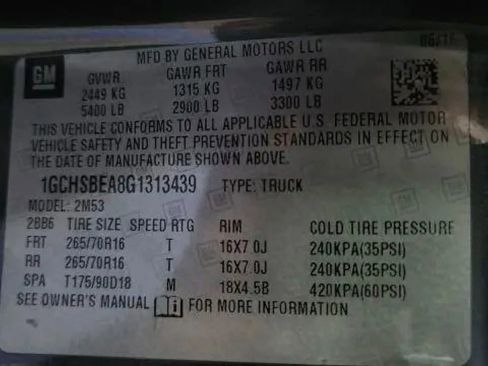 06/16
MFD BY GENERAL MOTORS LLC
GM
GVWR GAWR FRT GAWR RR
2449 KG 1315 KG 1497 KG
5400 LB 2900 LB 3300 LB
THIS VEHICLE CONFORMS TO ALL APPLICABLE U.S. FEDERAL MOTOR
VEHICLE SAFETY AND THEFT PREVENTION STANDARDS IN EFFECT ON
THE DATE OF MANUFACTURE SHOWN ABOVE.
1GCHSBEA8G1313439 TYPE: TRUCK
MODEL: 2M53
2BB6 TIRE SIZE SPEED RTG RIM COLD TIRE PRESSURE
FRT 265/70R16 T 16X7.0J 240KPA(35PSI)
RR 265/70R16 T 16X7.0J 240KPA(35PSI)
SPA T175/90D18 M 18X4.5B 420KPA(60PSI)
SEE OWNER'S MANUAL i FOR MORE INFORMATION